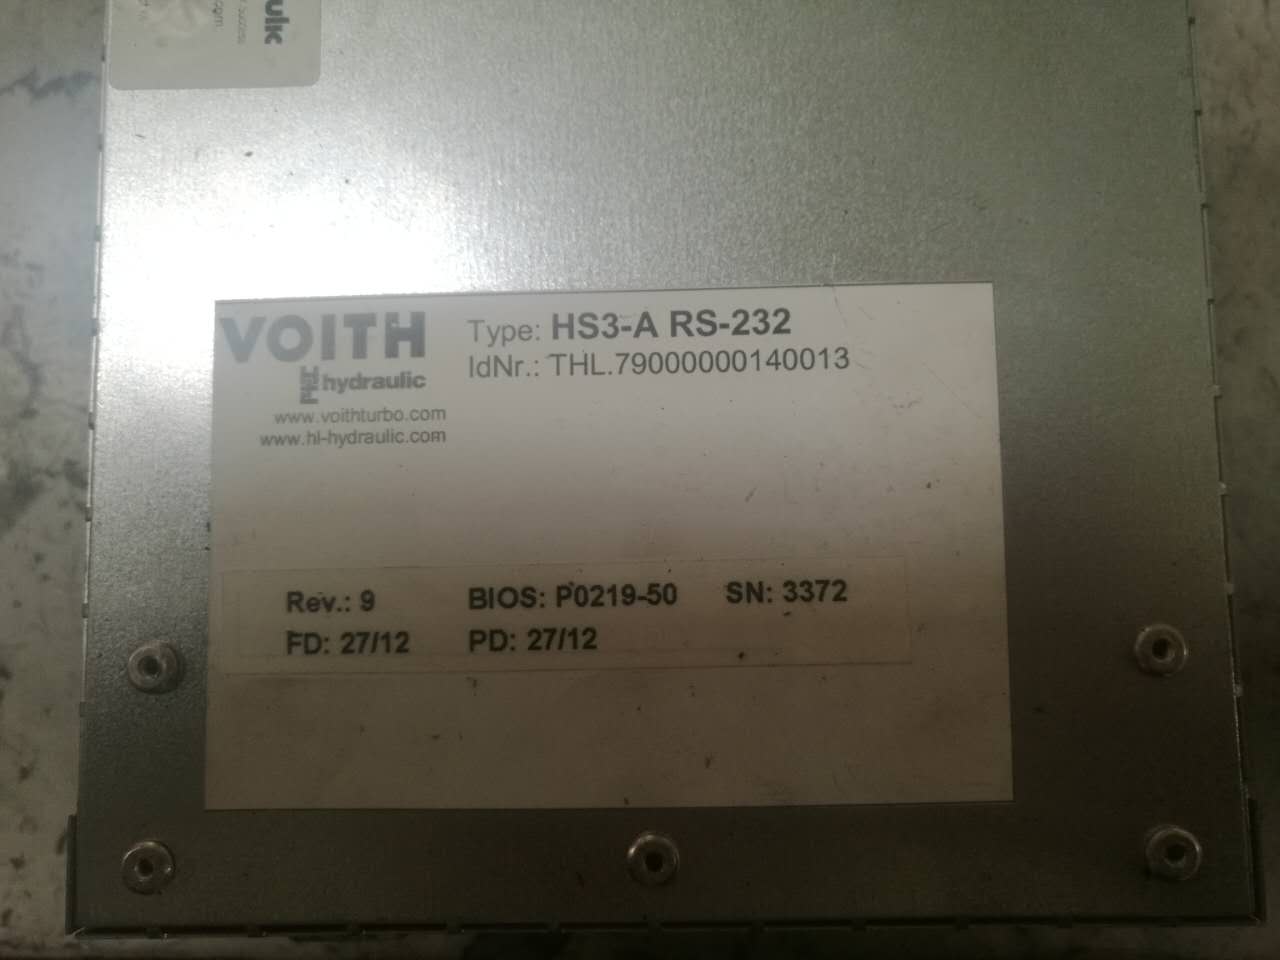 VOITH
hydraulic
www.voithturbo.com
www.hl-hydraulic.com
Type: HS3-A RS-232
IdNr.: THL.79000000140013
Rev.: 9 BIOS: P0219-50 SN: 3372
FD: 27/12 PD: 27/12